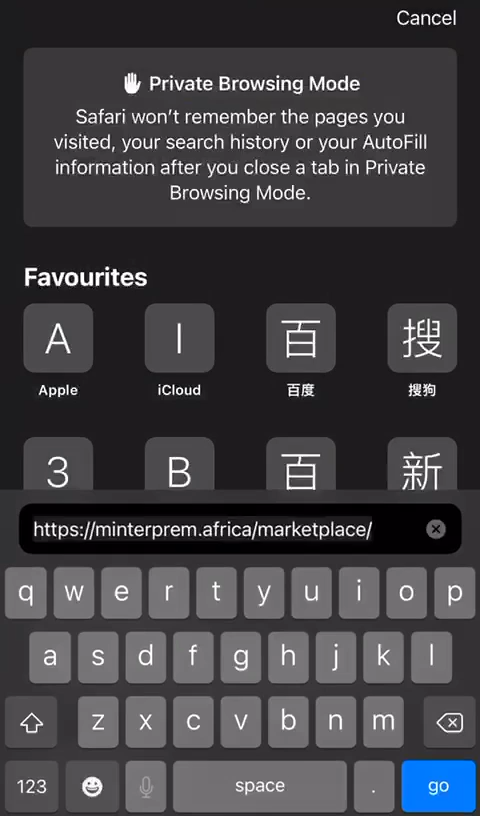 Cancel
Private Browsing Mode
Safari won’t remember the pages you
visited, your search history or your AutoFill
information after you close a tab in Private
Browsing Mode.
Favourites
A I 百 搜
Apple iCloud 百度 搜狗
3 B 百 新
https://minterprem.africa/marketplace/
q w e r t y u i o p
a s d f g h j k l
z x c v b n m
123 space . go